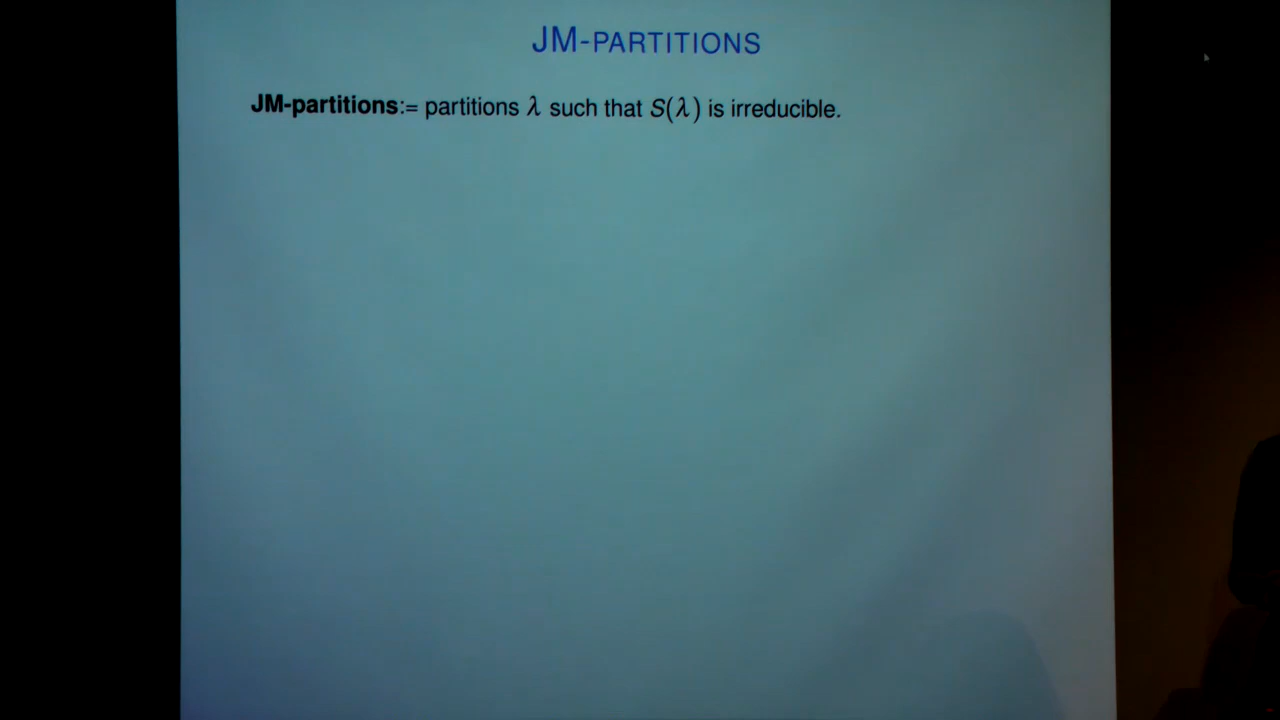 JM-PARTITIONS
JM-partitions:= partitions λ such that S(λ) is irreducible.